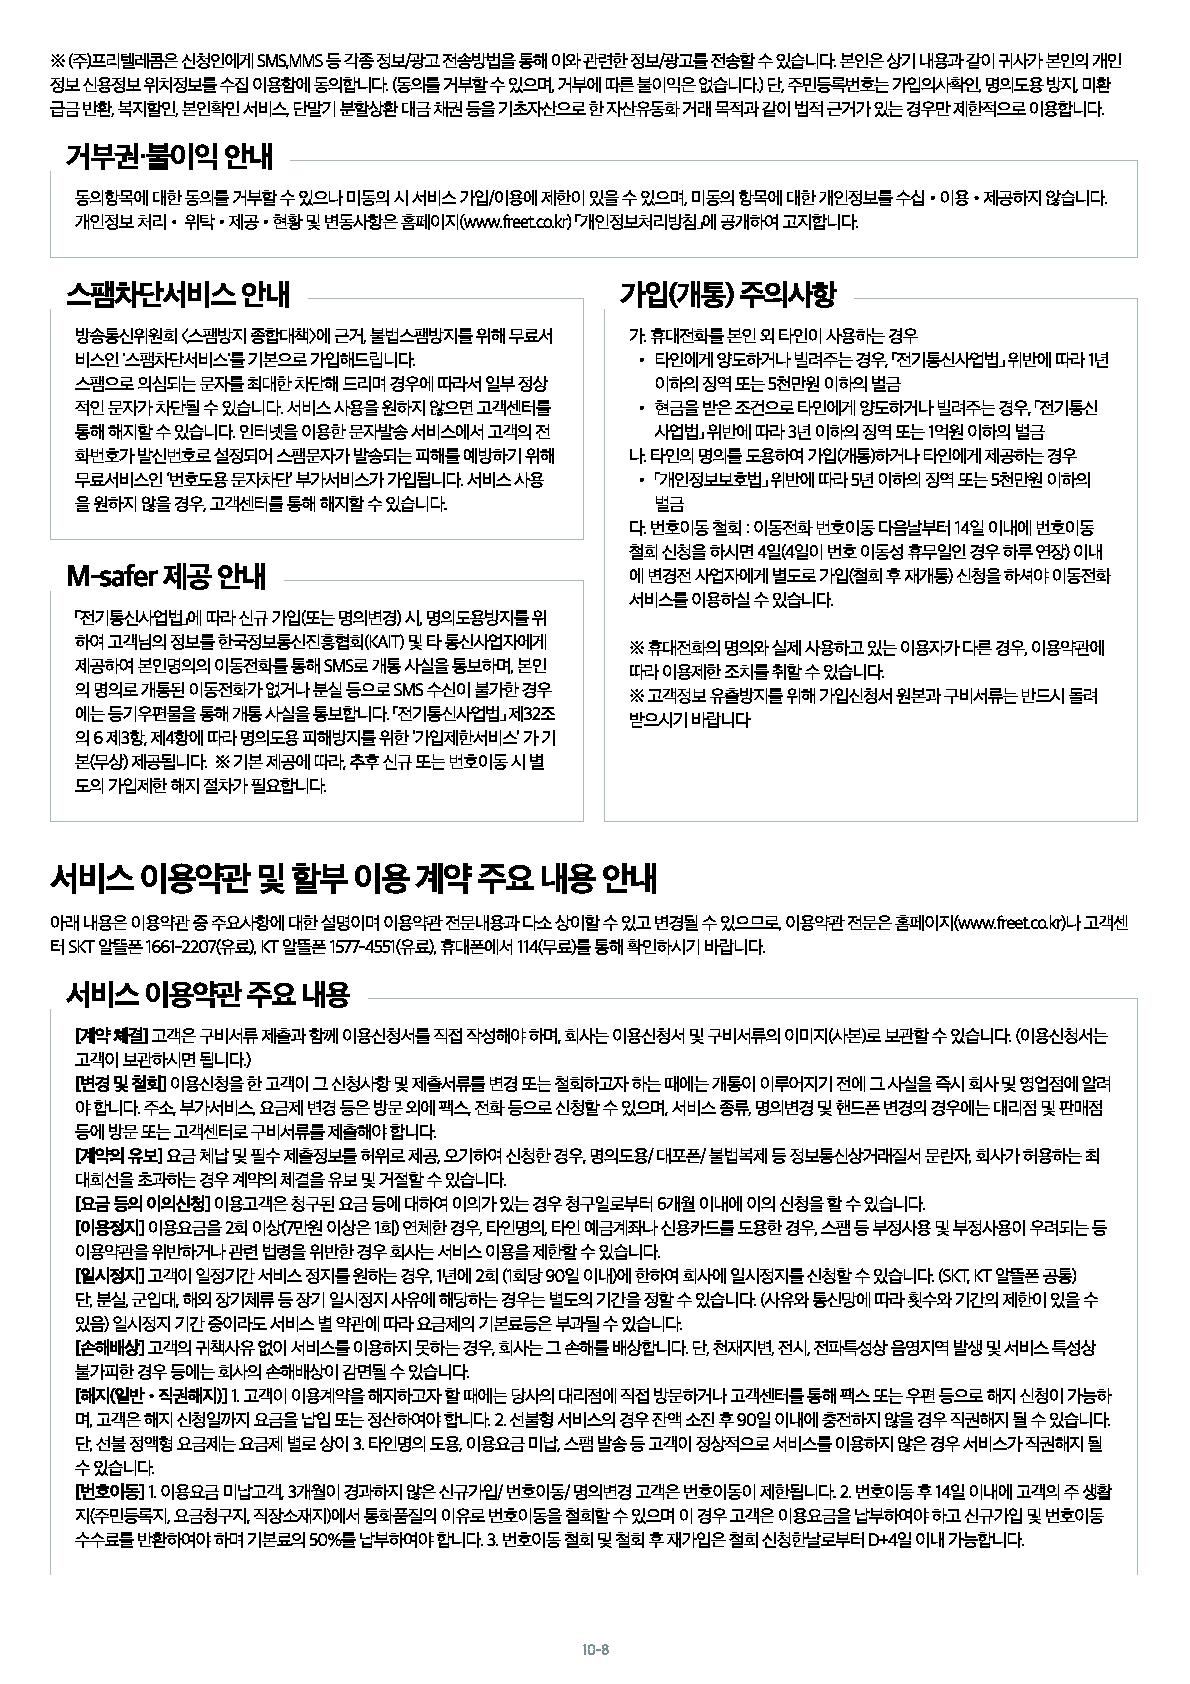 ※ (주)프리텔레콤은 신청인에게 SMS,MMS 등 각종 정보/광고 전송방법을 통해 이와 관련한 정보/광고를 전송할 수 있습니다. 본인은 상기 내용과 같이 귀사가 본인의 개인
정보 신용정보 위치정보를 수집 이용함에 동의합니다. (동의를 거부할 수 있으며, 거부에 따른 불이익은 없습니다.) 단, 주민등록번호는 가입의사확인, 명의도용 방지, 미환
급금 반환, 복지할인, 본인확인 서비스, 단말기 분할상환 대금 채권 등을 기초자산으로 한 자산유동화 거래 목적과 같이 법적 근거가 있는 경우만 제한적으로 이용합니다.
거부권·불이익 안내
동의항목에 대한 동의를 거부할 수 있으나 미동의 시 서비스 가입/이용에 제한이 있을 수 있으며, 미동의 항목에 대한 개인정보를 수십・이용・제공하지 않습니다.
개인정보 처리・ 위탁・제공・현황 및 변동사항은 홈페이지(www.freet.co.kr)「개인정보처리방침」에 공개하여 고지합니다.
스팸차단서비스 안내
방송통신위원회 <스팸방지 종합대책>에 근거, 불법스팸방지를 위해 무료서
비스인 '스팸차단서비스'를 기본으로 가입해드립니다.
스팸으로 의심되는 문자를 최대한 차단해 드리며 경우에 따라서 일부 정상
적인 문자가 차단될 수 있습니다. 서비스 사용을 원하지 않으면 고객센터를
통해 해지할 수 있습니다. 인터넷을 이용한 문자발송 서비스에서 고객의 전
화번호가 발신번호로 설정되어 스팸문자가 발송되는 피해를 예방하기 위해
무료서비스인 '번호도용 문자차단' 부가서비스가 가입됩니다. 서비스 사용
을 원하지 않을 경우, 고객센터를 통해 해지할 수 있습니다.
M-safer 제공 안내
「전기통신사업법」에 따라 신규 가입(또는 명의변경) 시, 명의도용방지를 위
하여 고객님의 정보를 한국정보통신진흥협회(KAIT) 및 타 통신사업자에게
제공하여 본인명의의 이동전화를 통해 SMS로 개통 사실을 통보하며, 본인
의 명의로 개통된 이동전화가 없거나 분실 등으로 SMS 수신이 불가한 경우
에는 등기우편물을 통해 개통 사실을 통보합니다.「전기통신사업법」 제32조
의 6 제3항, 제4항에 따라 명의도용 피해방지를 위한 '가입제한서비스' 가 기
본(무상) 제공됩니다. ※ 기본 제공에 따라, 추후 신규 또는 번호이동 시 별
도의 가입제한 해지 절차가 필요합니다.
가입(개통) 주의사항
가. 휴대전화를 본인 외 타인이 사용하는 경우
・ 타인에게 양도하거나 빌려주는 경우,「전기통신사업법」 위반에 따라 1년
이하의 징역 또는 5천만원 이하의 벌금
・ 현금을 받은 조건으로 타인에게 양도하거나 빌려주는 경우,「전기통신
사업법」 위반에 따라 3년 이하의 징역 또는 1억원 이하의 벌금
나. 타인의 명의를 도용하여 가입(개통)하거나 타인에게 제공하는 경우
・ 「개인정보보호법」 위반에 따라 5년 이하의 징역 또는 5천만원 이하의
벌금
다. 번호이동 철회 : 이동전화 번호이동 다음날부터 14일 이내에 번호이동
철회 신청을 하시면 4일(4일이 번호 이동성 휴무일인 경우 하루 연장) 이내
에 변경전 사업자에게 별도로 가입(철회 후 재개통) 신청을 하셔야 이동전화
서비스를 이용하실 수 있습니다.
※ 휴대전화의 명의와 실제 사용하고 있는 이용자가 다른 경우, 이용약관에
따라 이용제한 조치를 취할 수 있습니다.
※ 고객정보 유출방지를 위해 가입신청서 원본과 구비서류는 반드시 돌려
받으시기 바랍니다
서비스 이용약관 및 할부 이용 계약 주요 내용 안내
아래 내용은 이용약관 중 주요사항에 대한 설명이며 이용약관 전문내용과 다소 상이할 수 있고 변경될 수 있으므로, 이용약관 전문은 홈페이지(www.freet.co.kr)나 고객센
터 SKT 알뜰폰 1661-2207(유료), KT 알뜰폰 1577-4551(유료), 휴대폰에서 114(무료)를 통해 확인하시기 바랍니다.
서비스 이용약관 주요 내용
[계약 체결] 고객은 구비서류 제출과 함께 이용신청서를 직접 작성해야 하며, 회사는 이용신청서 및 구비서류의 이미지(사본)로 보관할 수 있습니다. (이용신청서는
고객이 보관하시면 됩니다.)
[변경 및 철회] 이용신청을 한 고객이 그 신청사항 및 제출서류를 변경 또는 철회하고자 하는 때에는 개통이 이루어지기 전에 그 사실을 즉시 회사 및 영업점에 알려
야 합니다. 주소, 부가서비스, 요금제 변경 등은 방문 외에 팩스, 전화 등으로 신청할 수 있으며, 서비스 종류, 명의변경 및 핸드폰 변경의 경우에는 대리점 및 판매점
등에 방문 또는 고객센터로 구비서류를 제출해야 합니다.
[계약의 유보] 요금 체납 및 필수 제출정보를 허위로 제공, 오기하여 신청한 경우, 명의도용/ 대포폰/ 불법복제 등 정보통신상거래질서 문란자, 회사가 허용하는 최
대회선을 초과하는 경우 계약의 체결을 유보 및 거절할 수 있습니다.
[요금 등의 이의신청] 이용고객은 청구된 요금 등에 대하여 이의가 있는 경우 청구일로부터 6개월 이내에 이의 신청을 할 수 있습니다.
[이용정지] 이용요금을 2회 이상(7만원 이상은 1회) 연체한 경우, 타인명의, 타인 예금계좌나 신용카드를 도용한 경우, 스팸 등 부정사용 및 부정사용이 우려되는 등
이용약관을 위반하거나 관련 법령을 위반한 경우 회사는 서비스 이용을 제한할 수 있습니다.
[일시정지] 고객이 일정기간 서비스 정지를 원하는 경우, 1년에 2회 (1회당 90일 이내)에 한하여 회사에 일시정지를 신청할 수 있습니다. (SKT, KT 알뜰폰 공통)
단, 분실, 군입대, 해외 장기체류 등 장기 일시정지 사유에 해당하는 경우는 별도의 기간을 정할 수 있습니다. (사유와 통신망에 따라 횟수와 기간의 제한이 있을 수
있음) 일시정지 기간 중이라도 서비스 별 약관에 따라 요금제의 기본료등은 부과될 수 있습니다.
[손해배상] 고객의 귀책사유 없이 서비스를 이용하지 못하는 경우, 회사는 그 손해를 배상합니다. 단, 천재지변, 전시, 전파특성상 음영지역 발생 및 서비스 특성상
불가피한 경우 등에는 회사의 손해배상이 감면될 수 있습니다.
[해지(일반・직권해지)] 1. 고객이 이용계약을 해지하고자 할 때에는 당사의 대리점에 직접 방문하거나 고객센터를 통해 팩스 또는 우편 등으로 해지 신청이 가능하
며, 고객은 해지 신청일까지 요금을 납입 또는 정산하여야 합니다. 2. 선불형 서비스의 경우 잔액 소진 후 90일 이내에 충전하지 않을 경우 직권해지 될 수 있습니다.
단, 선불 정액형 요금제는 요금제 별로 상이 3. 타인명의 도용, 이용요금 미납, 스팸 발송 등 고객이 정상적으로 서비스를 이용하지 않은 경우 서비스가 직권해지 될
수 있습니다.
[번호이동] 1. 이용요금 미납고객, 3개월이 경과하지 않은 신규가입/ 번호이동/ 명의변경 고객은 번호이동이 제한됩니다. 2. 번호이동 후 14일 이내에 고객의 주 생활
지(주민등록지, 요금청구지, 직장소재지)에서 통화품질의 이유로 번호이동을 철회할 수 있으며 이 경우 고객은 이용요금을 납부하여야 하고 신규가입 및 번호이동
수수료를 반환하여야 하며 기본료의 50%를 납부하여야 합니다. 3. 번호이동 철회 및 철회 후 재가입은 철회 신청한날로부터 D+4일 이내 가능합니다.
10-8